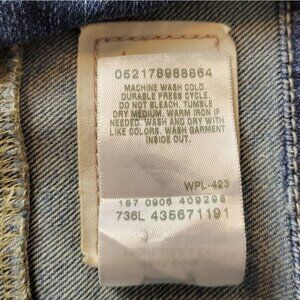 052178988864
MACHINE WASH COLD.
DURABLE PRESS CYCLE.
DO NOT BLEACH. TUMBLE
DRY MEDIUM. WARM IRON IF
NEEDED. WASH AND DRY WITH
LIKE COLORS. WASH GARMENT
INSIDE OUT.
WPL-423
157 0906 409298
736L 435671191